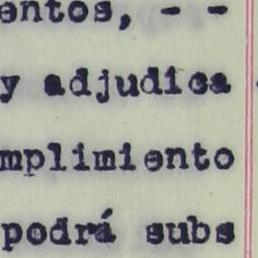 entos, - -
y adjudica
mplimiento
podrá subs